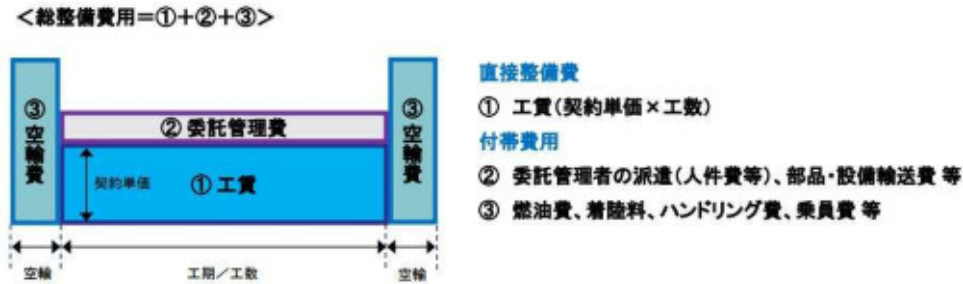 ＜総整備費用＝①＋②＋③＞
③空輸費
② 委託管理費
契約単価
① 工賃
③空輸費
空輸
工期／工数
空輸
直接整備費
① 工賃（契約単価×工数）
付帯費用
② 委託管理者の派遣（人件費等）、部品・設備輸送費 等
③ 燃油費、着陸料、ハンドリング費、乗員費 等